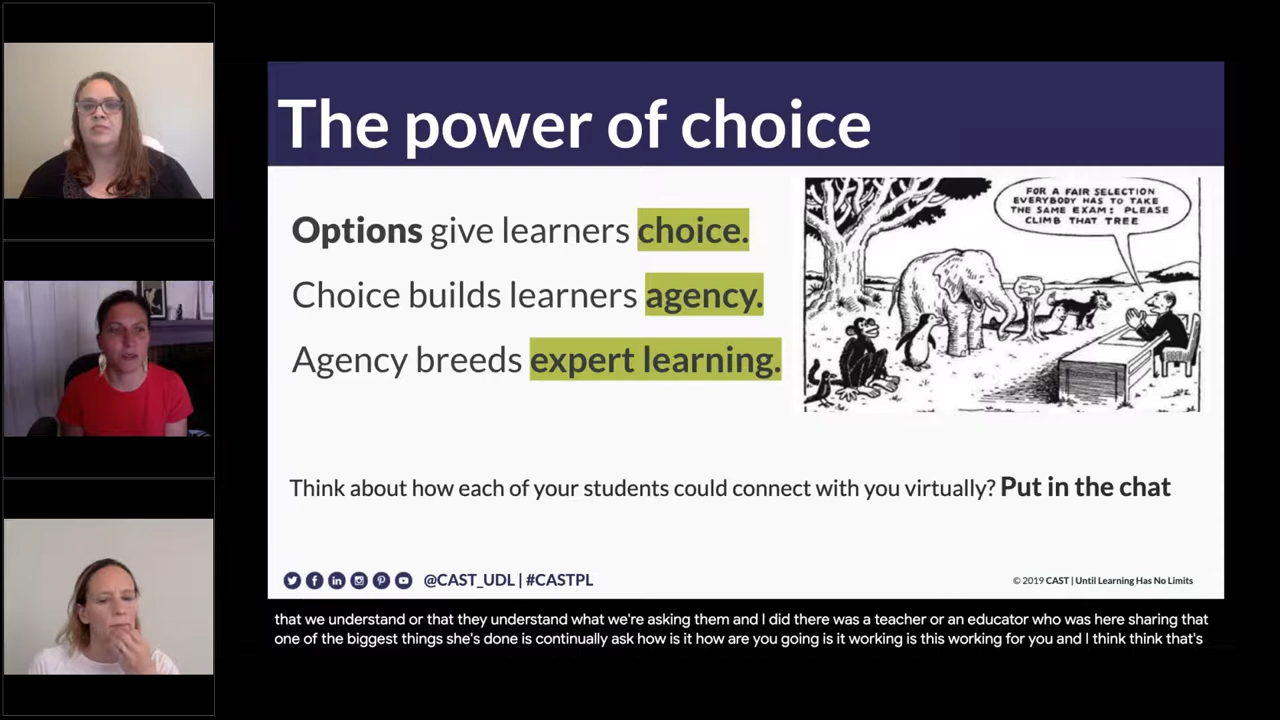 The power of choice
Options give learners choice.
Choice builds learners agency.
Agency breeds expert learning.
FOR A FAIR SELECTION
EVERYBODY HAS TO TAKE
THE SAME EXAM: PLEASE
CLIMB THAT TREE
Think about how each of your students could connect with you virtually? Put in the chat
@CAST_UDL | #CASTPL
© 2019 CAST | Until Learning Has No Limits
that we understand or that they understand what we're asking them and I did there was a teacher or an educator who was here sharing that
one of the biggest things she's done is continually ask how is it how are you going is it working is this working for you and I think think that's